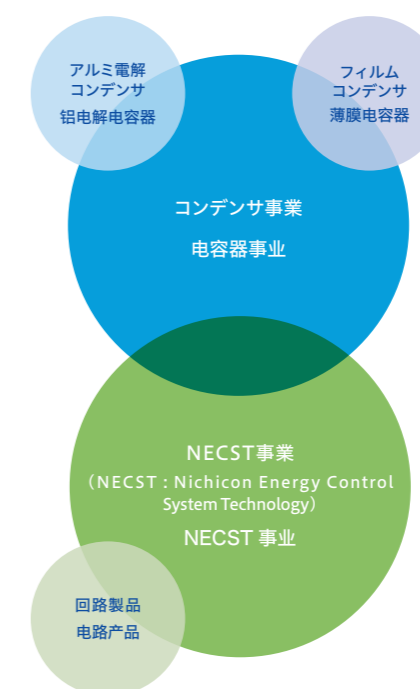 アルミ電解
コンデンサ
铝电解电容器
フィルム
コンデンサ
薄膜电容器
コンデンサ事業
电容器事业
NECST事業
（NECST : Nichicon Energy Control
System Technology）
NECST 事业
回路製品
电路产品